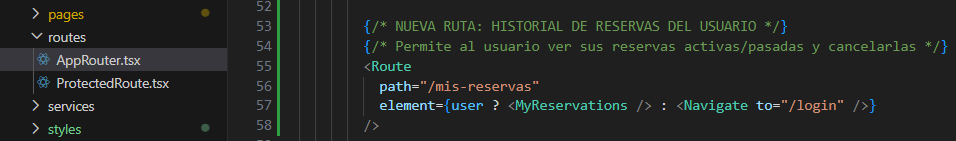 pages
routes
AppRouter.tsx
ProtectedRoute.tsx
services
styles
52
53 {/* NUEVA RUTA: HISTORIAL DE RESERVAS DEL USUARIO */}
54 {/* Permite al usuario ver sus reservas activas/pasadas y cancelarlas */}
55 <Route
56 path="/mis-reservas"
57 element={user ? <MyReservations /> : <Navigate to="/login" />}
58 />